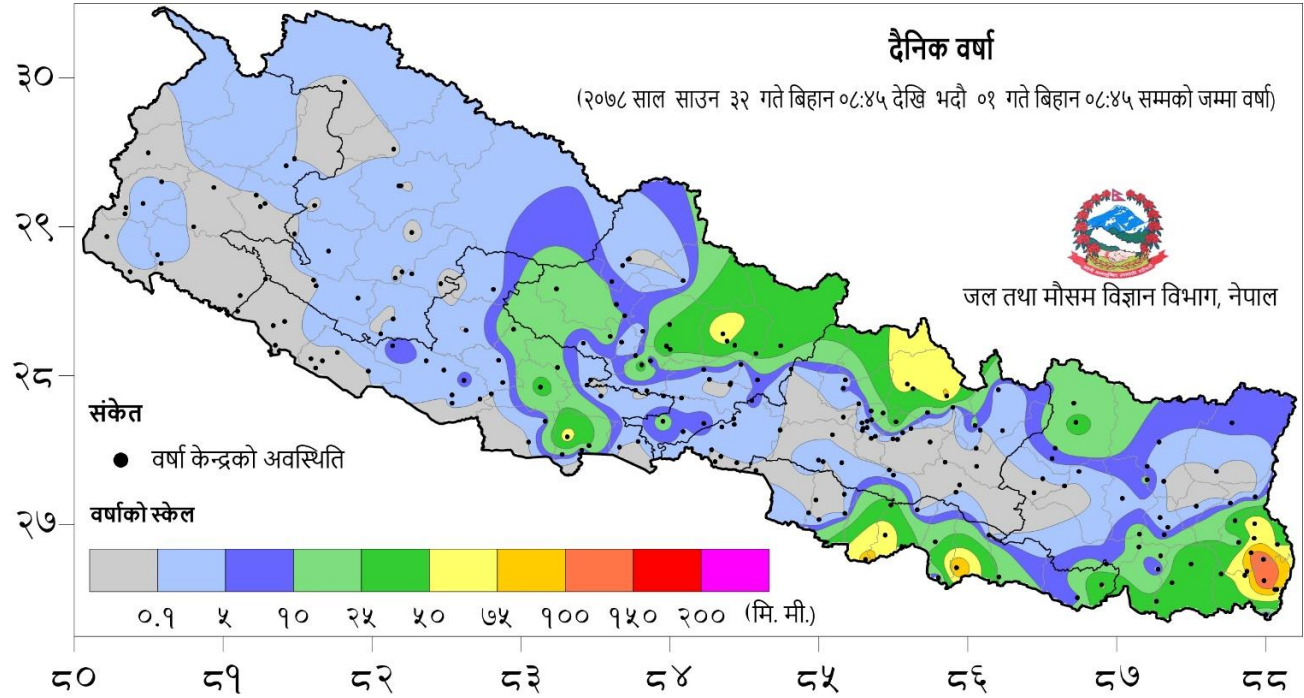 दैनिक वर्षा
(२०७८ साल साउन ३२ गते बिहान ०८:४५ देखि भदौ ०१ गते बिहान ०८:४५ सम्मको जम्मा वर्षा)
३०
२९
जल तथा मौसम विज्ञान विभाग, नेपाल
२८
संकेत
वर्षा केन्द्रको अवस्थिति
२७
वर्षाको स्केल
०.१ ५ १० २५ ५० ७५ १०० १५० २०० (मि. मी.)
८० ८१ ८२ ८३ ८४ ८५ ८६ ८७ ८८